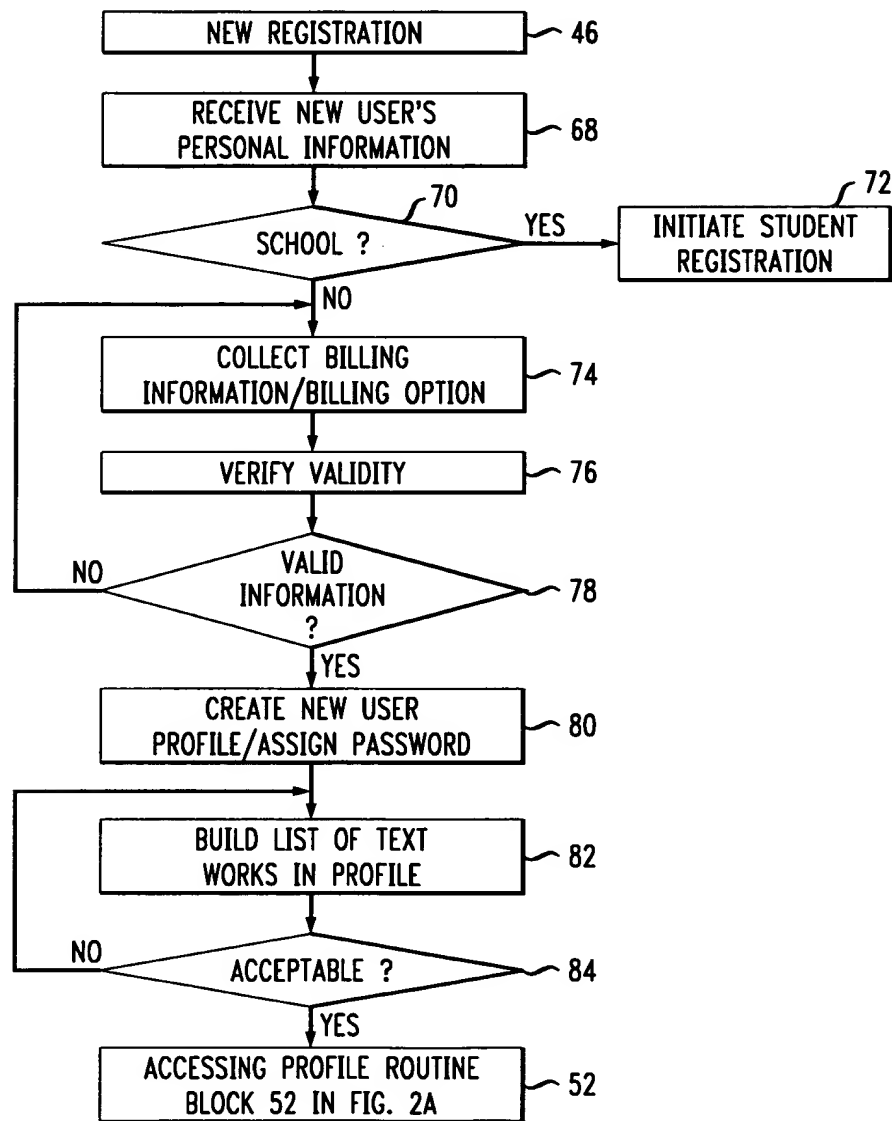 NEW REGISTRATION
46
RECEIVE NEW USER'S
PERSONAL INFORMATION
68
70
SCHOOL ?
YES
72
INITIATE STUDENT
REGISTRATION
NO
COLLECT BILLING
INFORMATION/BILLING OPTION
74
VERIFY VALIDITY
76
NO
VALID
INFORMATION
?
78
YES
CREATE NEW USER
PROFILE/ASSIGN PASSWORD
80
BUILD LIST OF TEXT
WORKS IN PROFILE
82
NO
ACCEPTABLE ?
84
YES
ACCESSING PROFILE ROUTINE
BLOCK 52 IN FIG. 2A
52